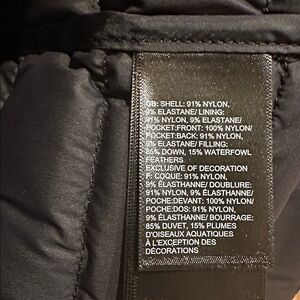 GB: SHELL: 91% NYLON,
9% ELASTANE/ LINING:
91% NYLON, 9% ELASTANE/
POCKET:FRONT: 100% NYLON/
POCKET:BACK: 91% NYLON,
9% ELASTANE/ FILLING:
85% DOWN, 15% WATERFOWL
FEATHERS
EXCLUSIVE OF DECORATION
F: COQUE: 91% NYLON,
9% ÉLASTHANNE/ DOUBLURE:
91% NYLON, 9% ÉLASTHANNE/
POCHE:DEVANT: 100% NYLON/
POCHE:DOS: 91% NYLON,
9% ÉLASTHANNE/ BOURRAGE:
85% DUVET, 15% PLUMES
D'OISEAUX AQUATIQUES
À L'EXCEPTION DES
DÉCORATIONS